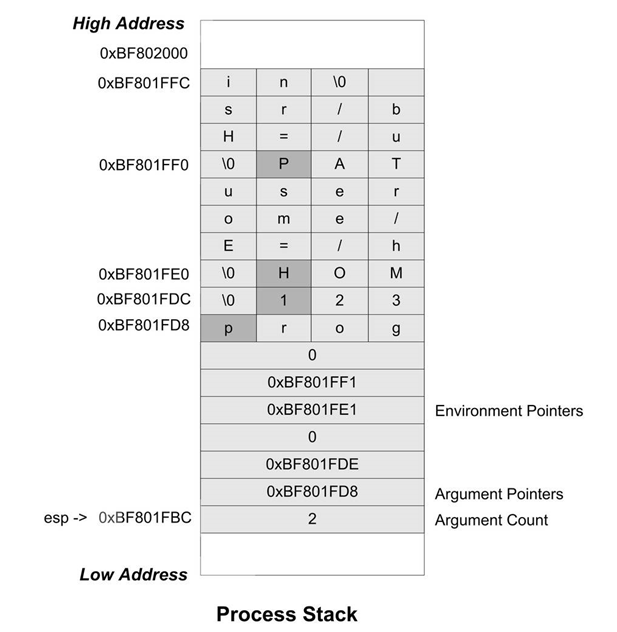 High Address
0xBF802000
0xBF801FFC i n \0
s r / b
H = / u
0xBF801FF0 \0 P A T
u s e r
o m e /
E = / h
0xBF801FE0 \0 H O M
0xBF801FDC \0 1 2 3
0xBF801FD8 p r o g
0
0xBF801FF1
0xBF801FE1 Environment Pointers
0
0xBF801FDE
0xBF801FD8 Argument Pointers
esp -> 0xBF801FBC 2 Argument Count
Low Address
Process Stack